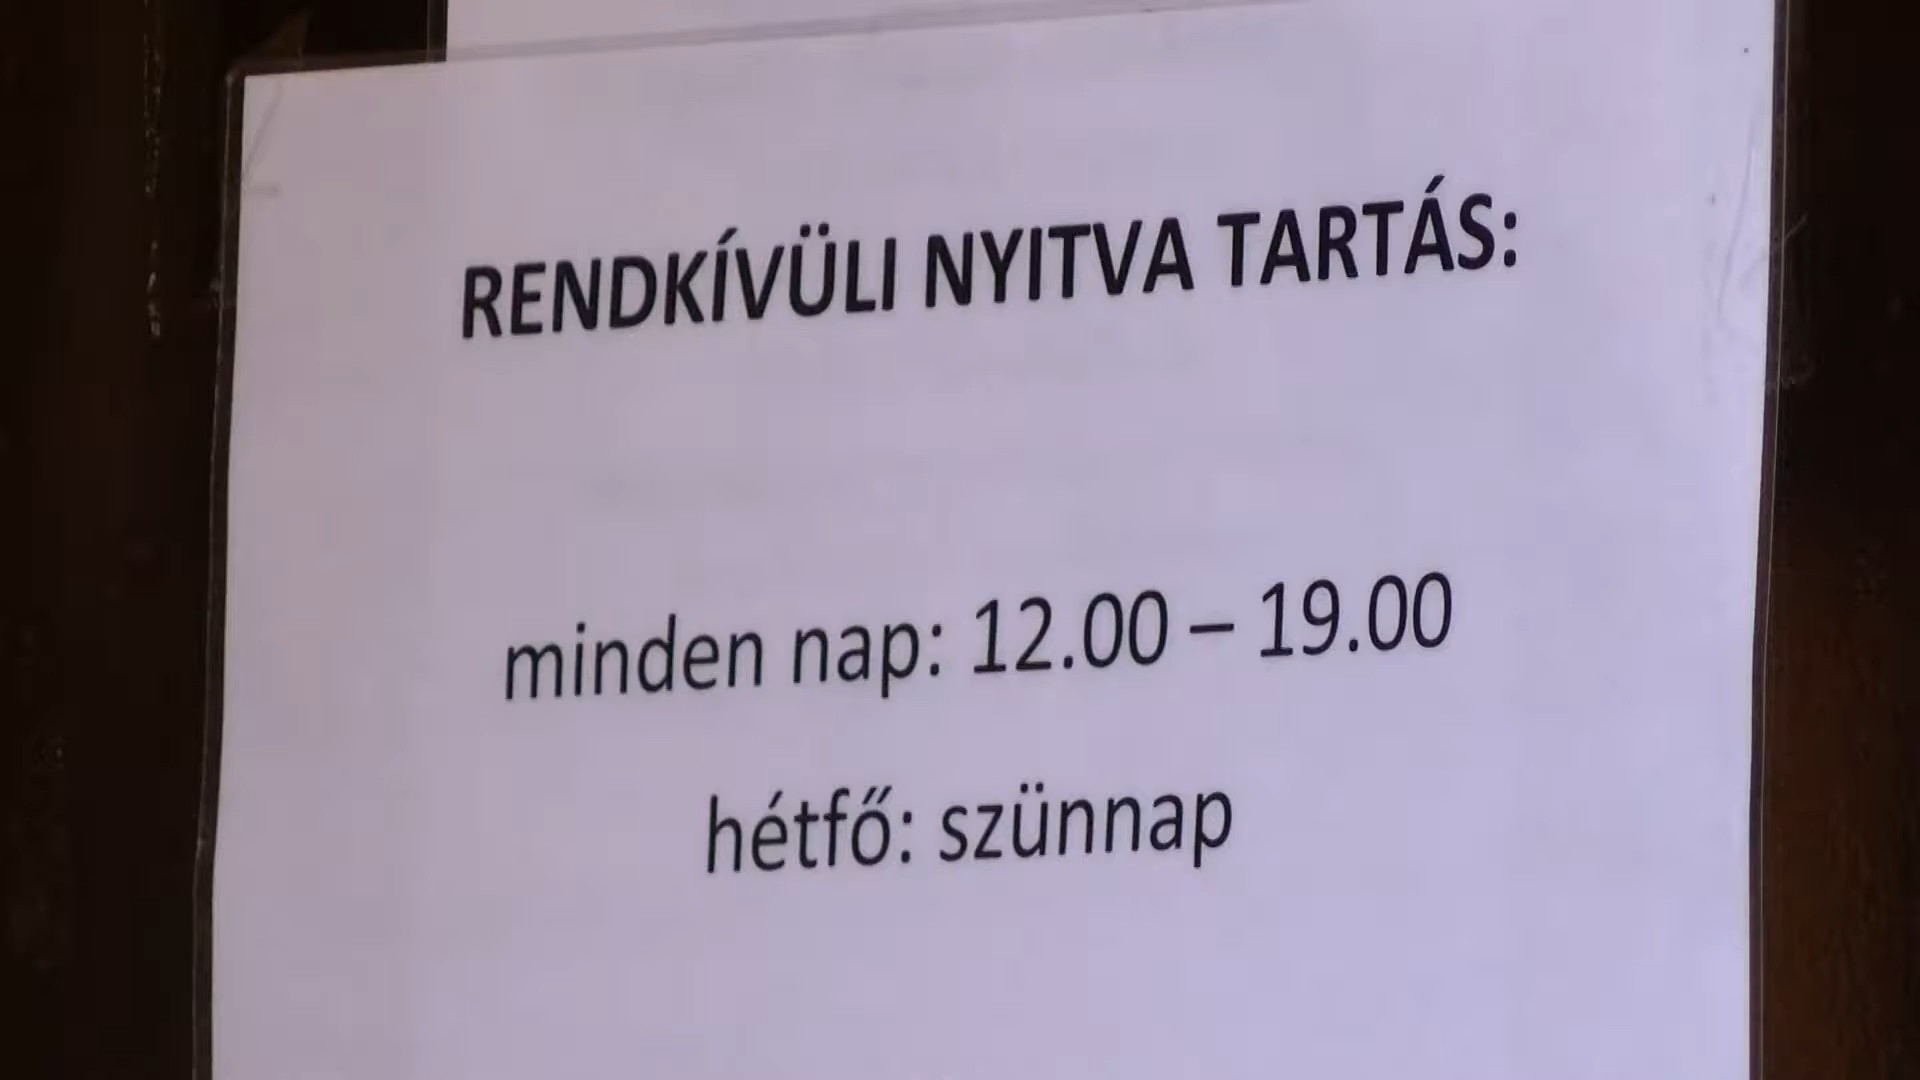 RENDKÍVÜLI NYITVA TARTÁS:
minden nap: 12.00 – 19.00
hétfő: szünnap